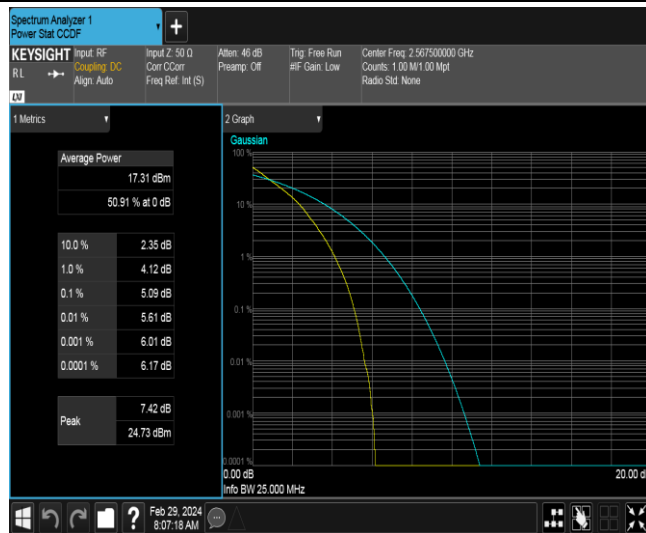 Spectrum Analyzer 1
Power Stat CCDF
+
KEYSIGHT
RL
Input: RF
Coupling: DC
Align: Auto
Input Z: 50 Ω
Corr CCorr
Freq Ref: Int (S)
Atten: 46 dB
Preamp: Off
Trig: Free Run
#IF Gain: Low
Center Freq: 2.567500000 GHz
Counts: 1.00 M/1.00 Mpt
Radio Std: None
1 Metrics
Average Power
17.31 dBm
50.91 % at 0 dB
10.0 % 2.35 dB
1.0 % 4.12 dB
0.1 % 5.09 dB
0.01 % 5.61 dB
0.001 % 6.01 dB
0.0001 % 6.17 dB
Peak
7.42 dB
24.73 dBm
2 Graph
Gaussian
100 %
10 %
1 %
0.1 %
0.01 %
0.001 %
0.0001 %
0.00 dB
20.00 d
Info BW 25.000 MHz
?
Feb 29, 2024
8:07:18 AM